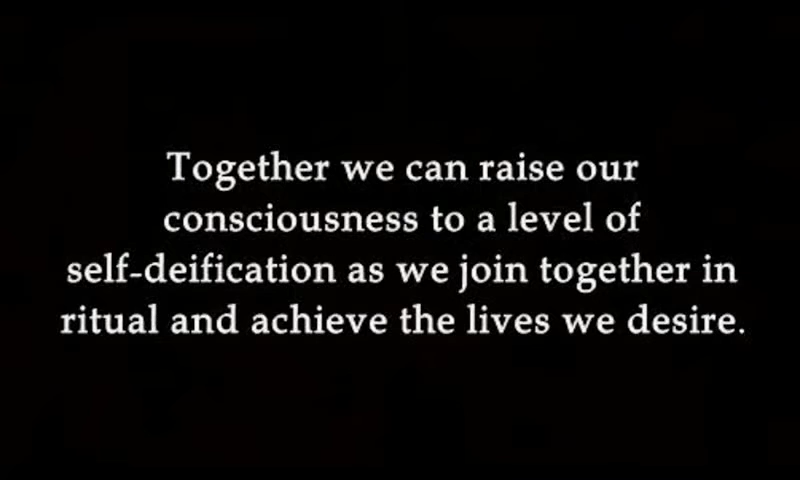 Together we can raise our
consciousness to a level of
self-deification as we join together in
ritual and achieve the lives we desire.